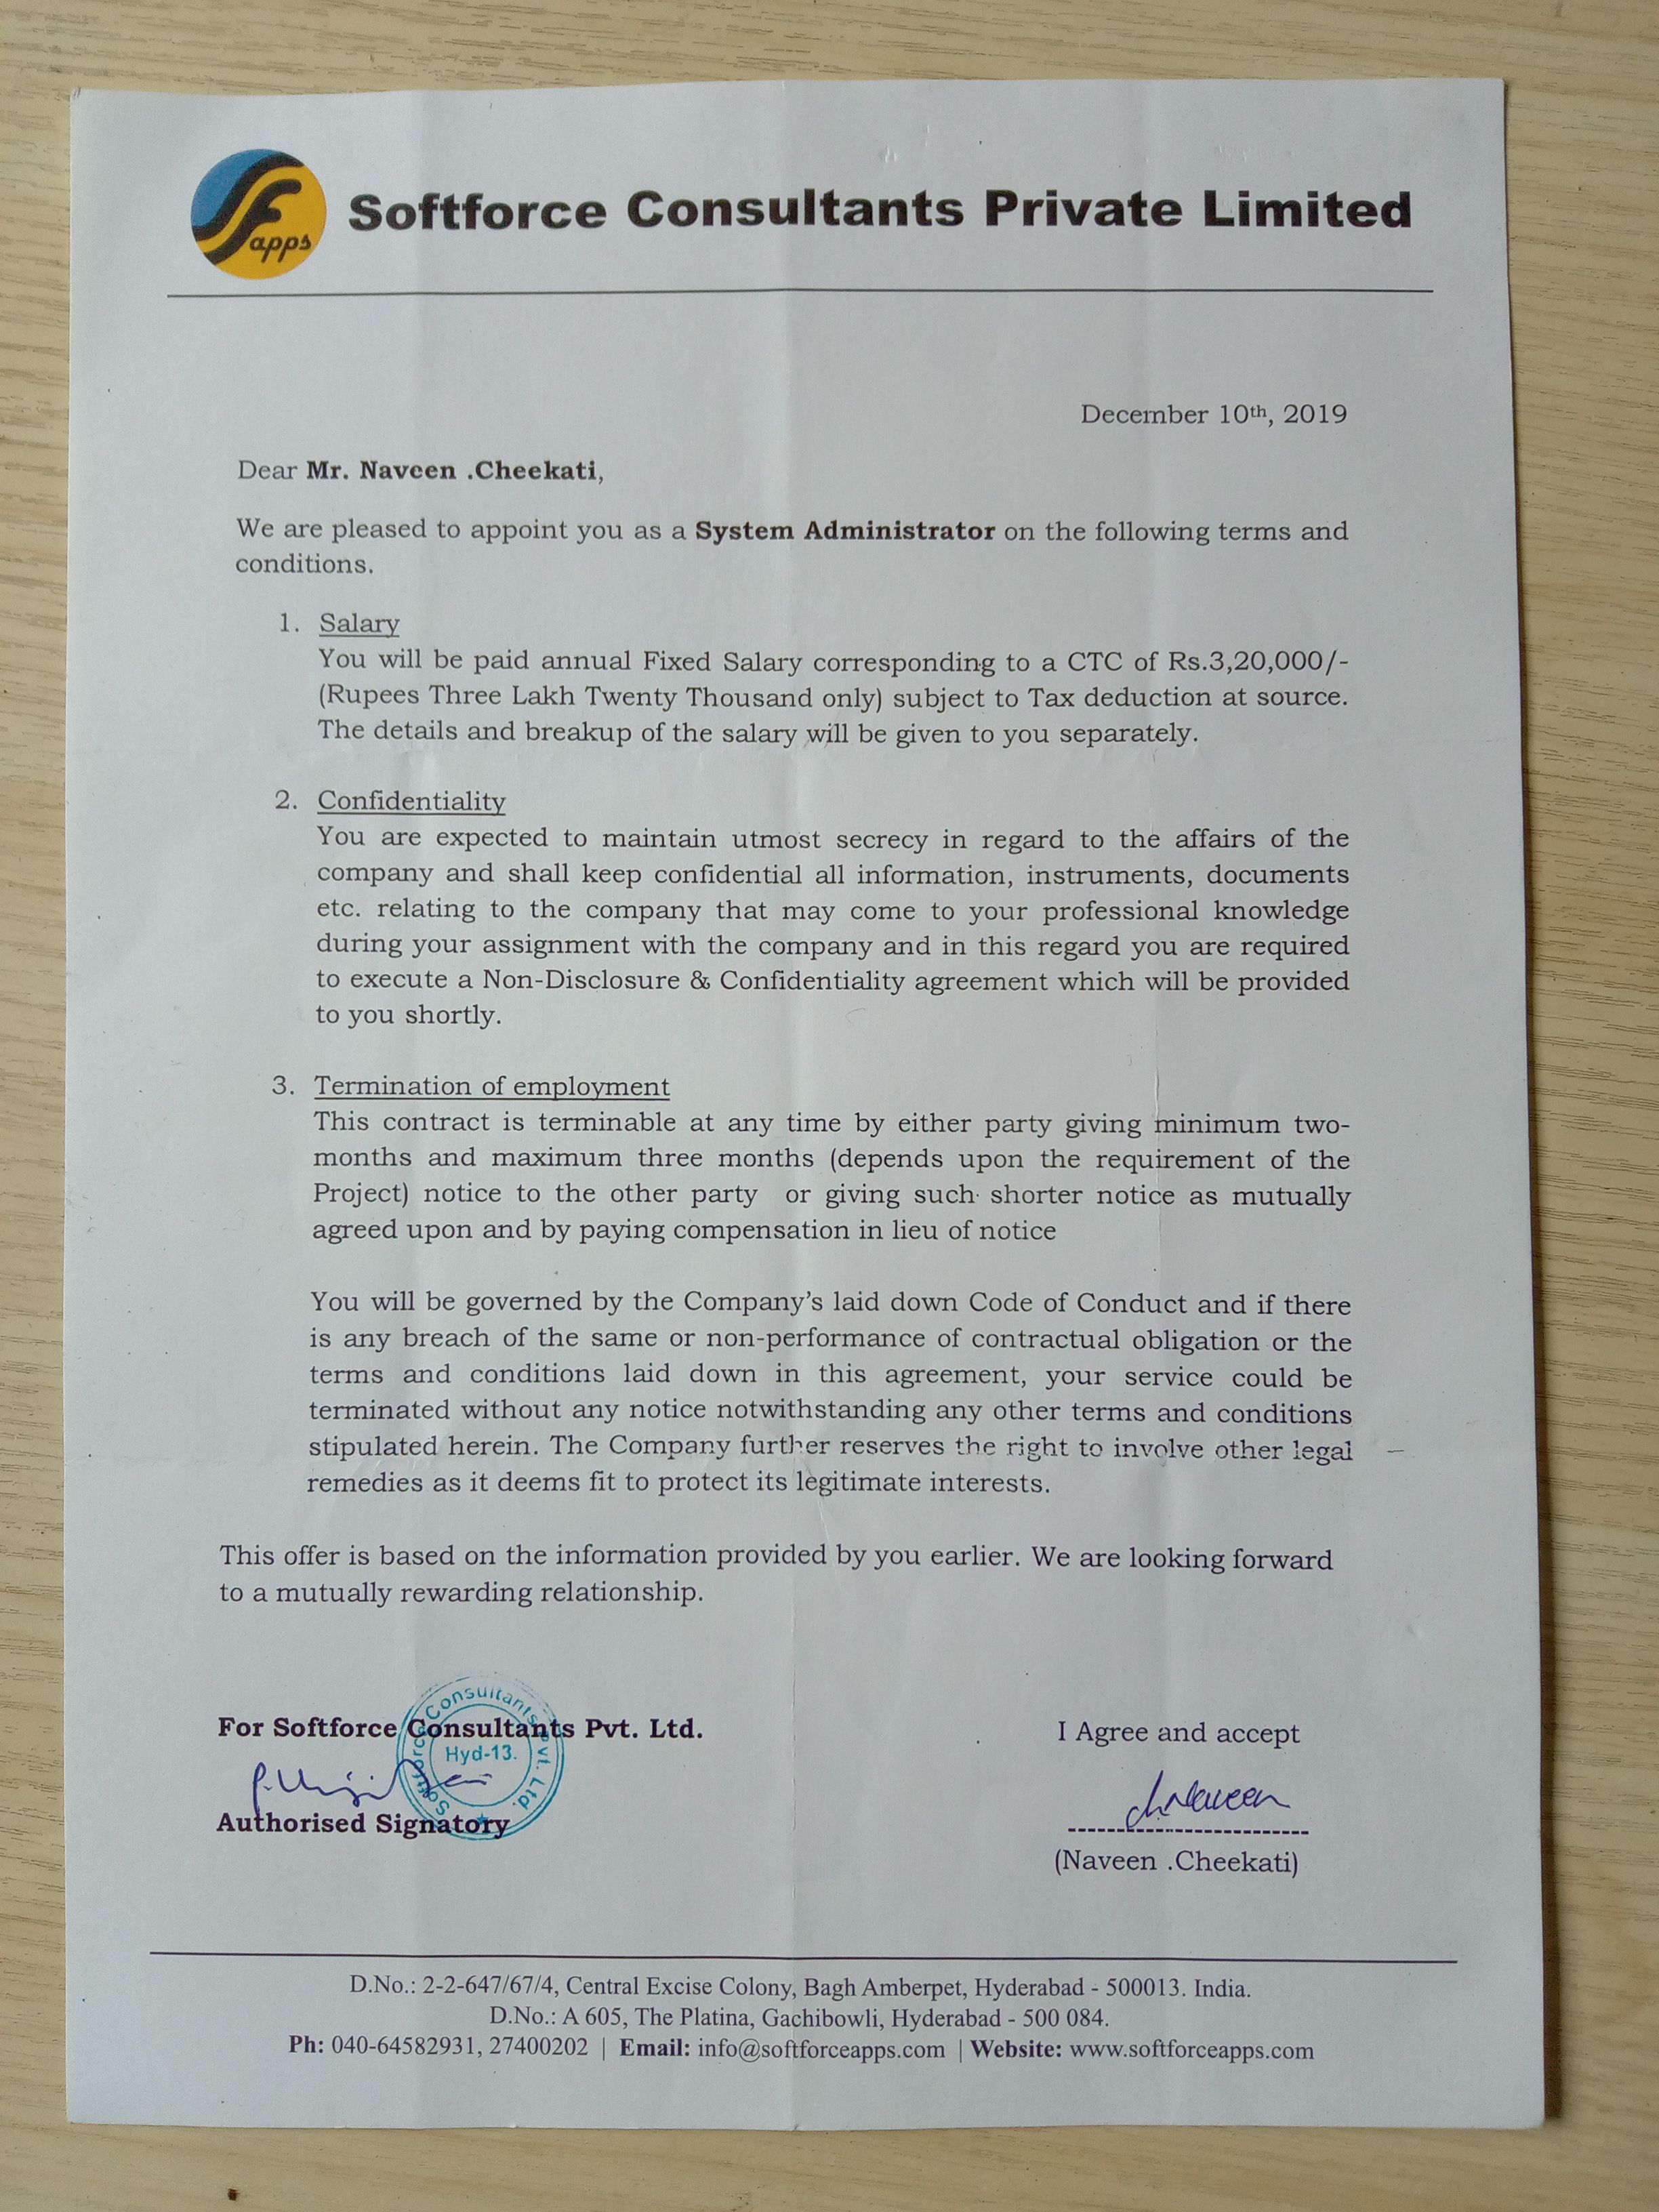 apps
Softforce Consultants Private Limited
December 10th, 2019
Dear Mr. Naveen .Cheekati,
We are pleased to appoint you as a System Administrator on the following terms and
conditions.
1. Salary
You will be paid annual Fixed Salary corresponding to a CTC of Rs.3,20,000/-
(Rupees Three Lakh Twenty Thousand only) subject to Tax deduction at source.
The details and breakup of the salary will be given to you separately.
2. Confidentiality
You are expected to maintain utmost secrecy in regard to the affairs of the
company and shall keep confidential all information, instruments, documents
etc. relating to the company that may come to your professional knowledge
during your assignment with the company and in this regard you are required
to execute a Non-Disclosure & Confidentiality agreement which will be provided
to you shortly.
3. Termination of employment
This contract is terminable at any time by either party giving minimum two-
months and maximum three months (depends upon the requirement of the
Project) notice to the other party or giving such shorter notice as mutually
agreed upon and by paying compensation in lieu of notice
You will be governed by the Company's laid down Code of Conduct and if there
is any breach of the same or non-performance of contractual obligation or the
terms and conditions laid down in this agreement, your service could be
terminated without any notice notwithstanding any other terms and conditions
stipulated herein. The Company further reserves the right to involve other legal
remedies as it deems fit to protect its legitimate interests.
This offer is based on the information provided by you earlier. We are looking forward
to a mutually rewarding relationship.
For Softforce Consultants Pvt. Ltd.
Softforce Consultants Pvt. Ltd.
Hyd-13.
Authorised Signatory
I Agree and accept
ch.Naveen
(Naveen .Cheekati)
D.No.: 2-2-647/67/4, Central Excise Colony, Bagh Amberpet, Hyderabad - 500013. India.
D.No.: A 605, The Platina, Gachibowli, Hyderabad - 500 084.
Ph: 040-64582931, 27400202 | Email: info@softforceapps.com | Website: www.softforceapps.com